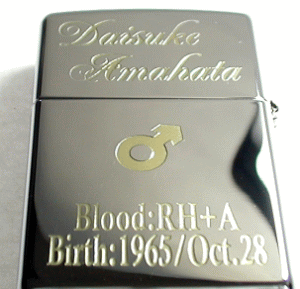 Daisuke
Amahata
Blood:RH+A
Birth:1965/Oct.28